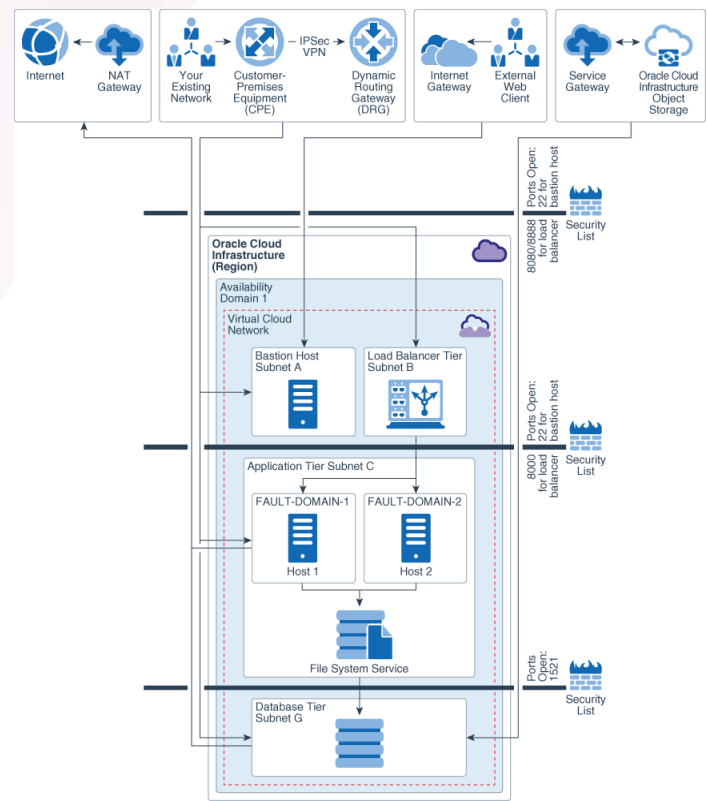 Internet
NAT
Gateway
Your
Existing
Network
Customer-
Premises
Equipment
(CPE)
IPSec
VPN
Dynamic
Routing
Gateway
(DRG)
Internet
Gateway
External
Web
Client
Service
Gateway
Oracle Cloud
Infrastructure
Object
Storage
Ports Open:
22 for
bastion host
8080/8888
for load
balancer
Security
List
Oracle Cloud
Infrastructure
(Region)
Availability
Domain 1
Virtual Cloud
Network
Bastion Host
Subnet A
Load Balancer Tier
Subnet B
Ports Open:
22 for
bastion host
8000
for load
balancer
Security
List
Application Tier Subnet C
FAULT-DOMAIN-1
Host 1
FAULT-DOMAIN-2
Host 2
File System Service
Ports
Open:
1521
Security
List
Database Tier
Subnet G